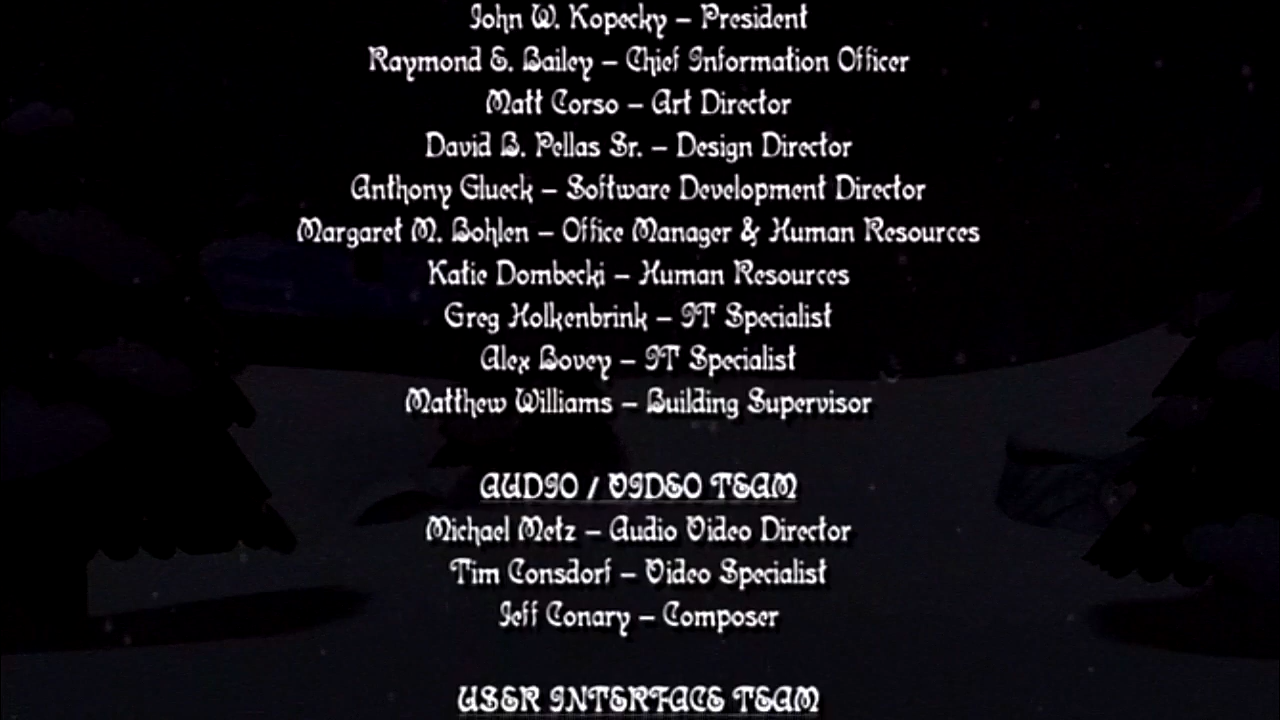 John W. Kopecky – President
Raymond E. Bailey – Chief Information Officer
Matt Corso – Art Director
David B. Pellas Sr. – Design Director
Anthony Glueck – Software Development Director
Margaret M. Bohlen – Office Manager & Human Resources
Katie Dombecki – Human Resources
Greg Holkenbrink – IT Specialist
Alex Bovey – IT Specialist
Matthew Williams – Building Supervisor
AUDIO / VIDEO TEAM
Michael Metz – Audio Video Director
Tim Consdorf – Video Specialist
Jeff Conary – Composer
USER INTERFACE TEAM